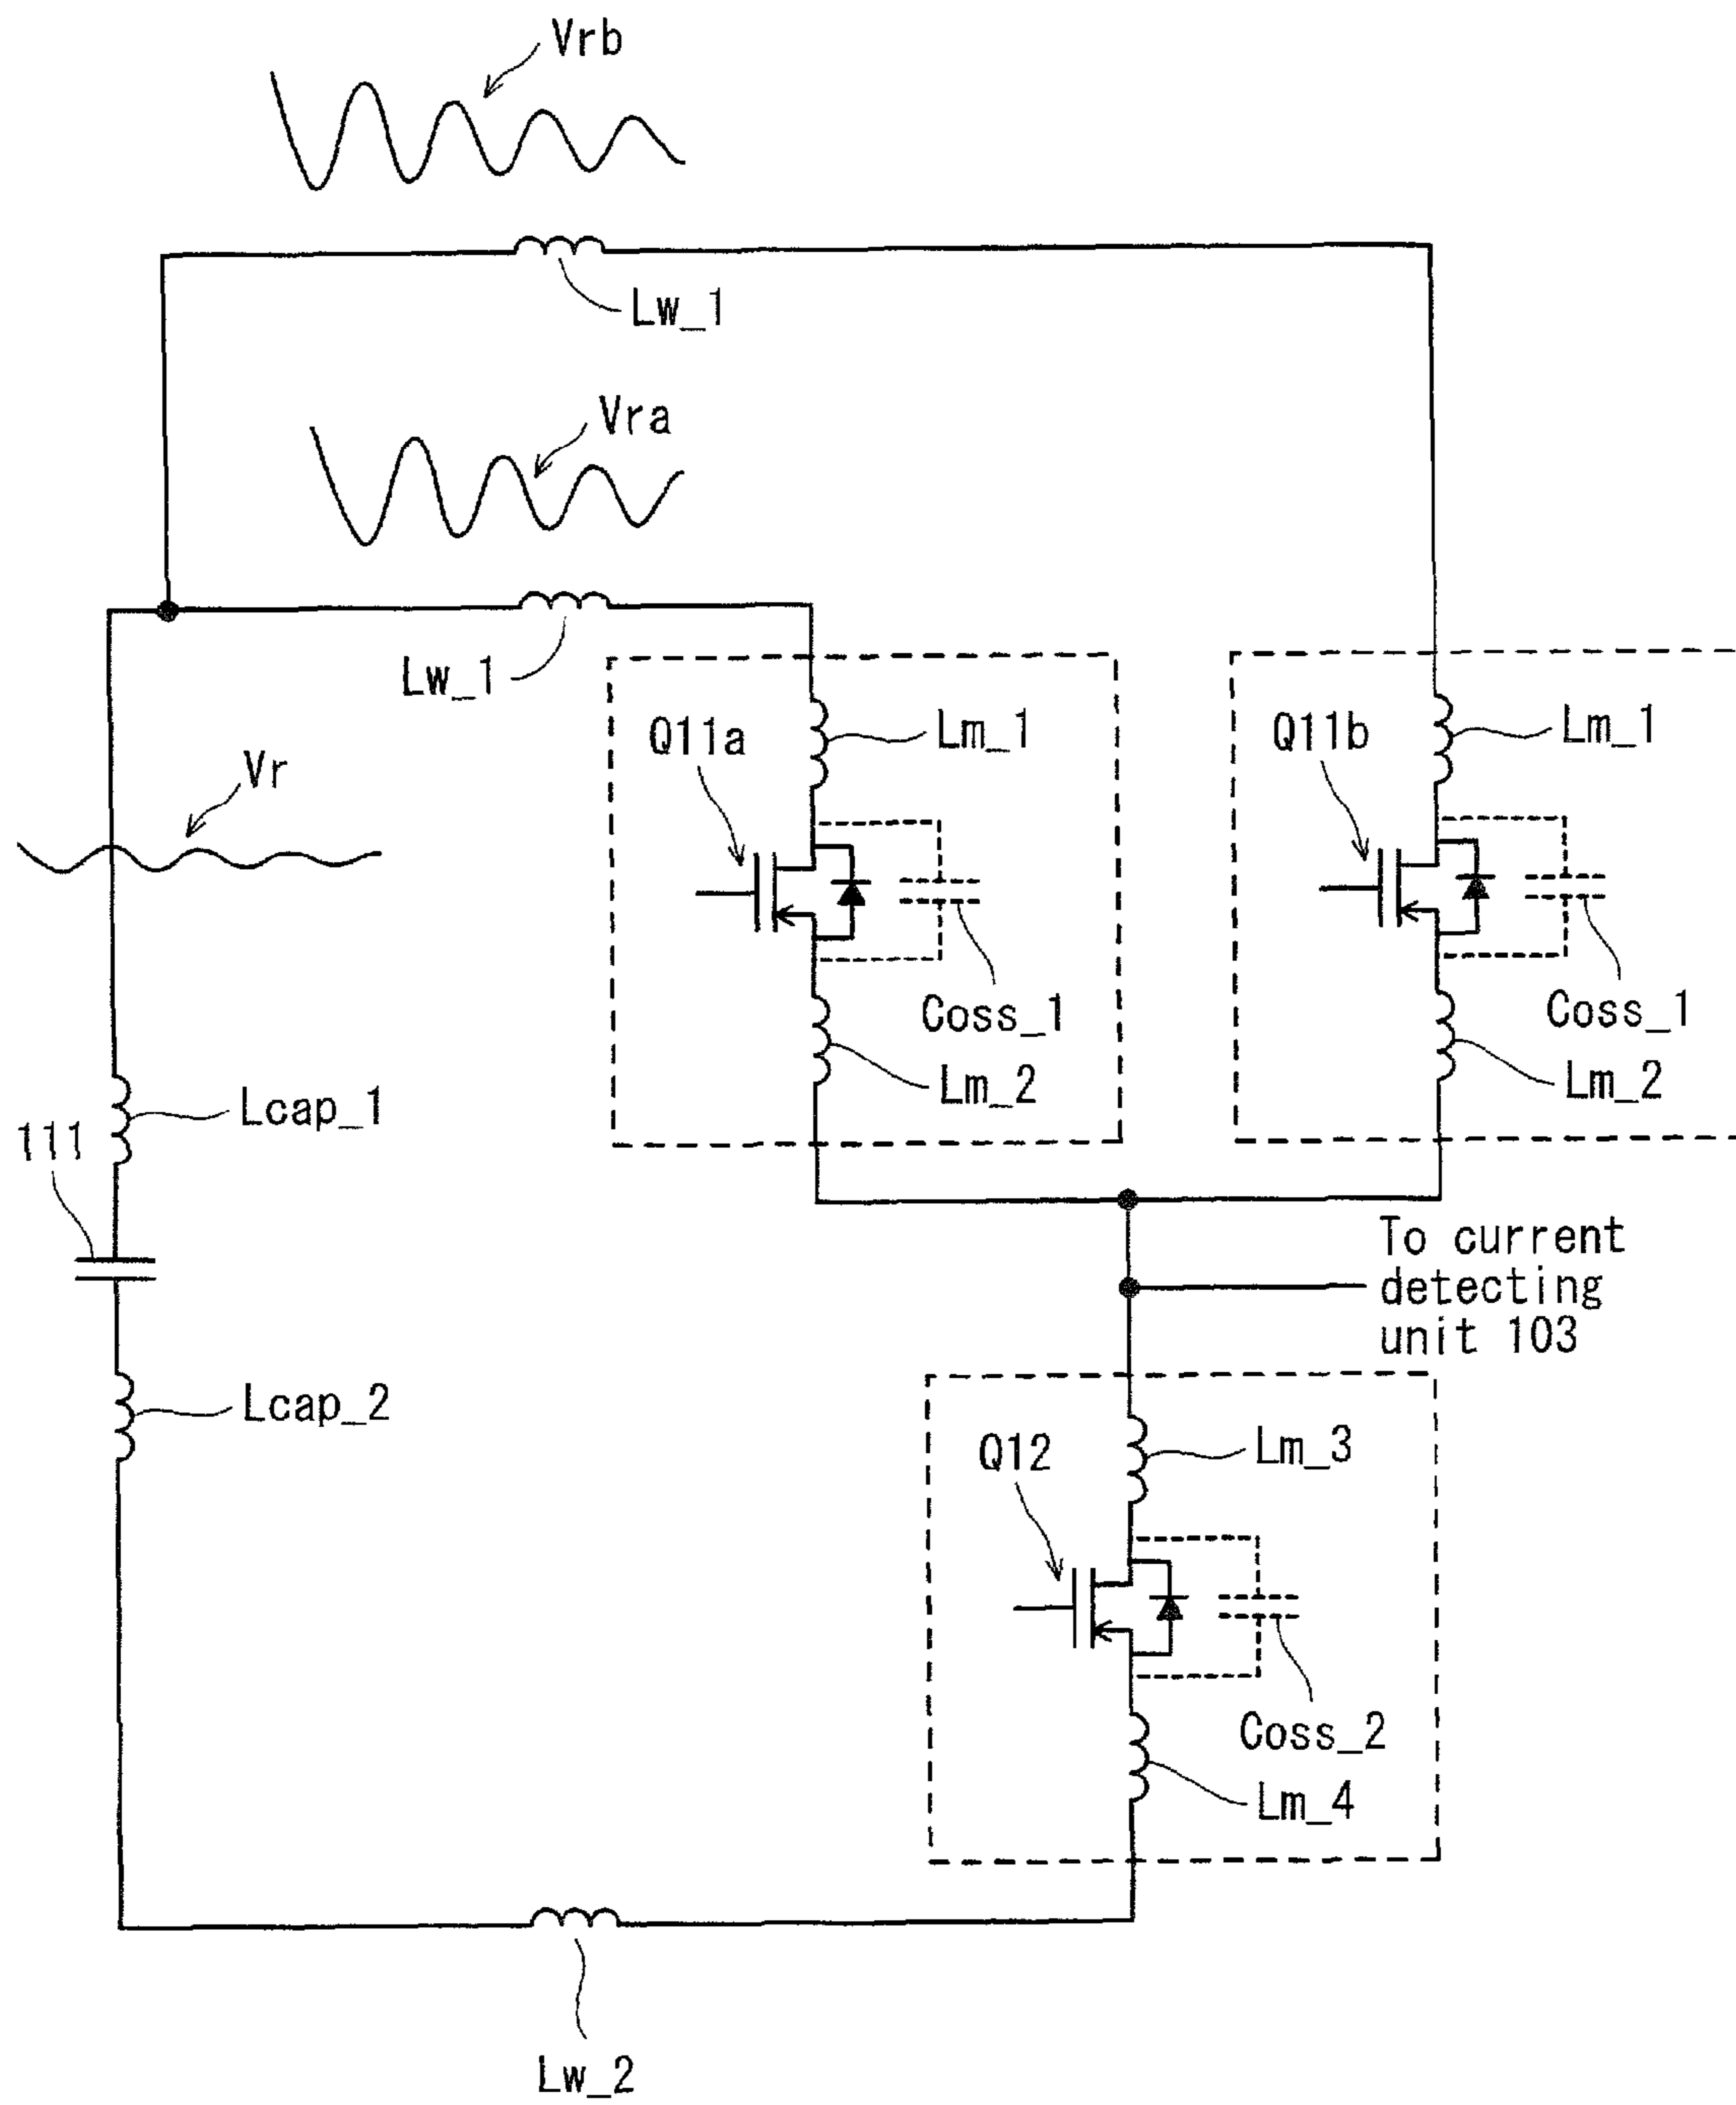 Vrb
Lw_1
Vra
Lw_1
Q11a
Lm_1
Q11b
Lm_1
Vr
Coss_1
Coss_1
Lm_2
Lm_2
Lcap_1
111
To current
detecting
unit 103
Lcap_2
Q12
Lm_3
Coss_2
Lm_4
Lw_2